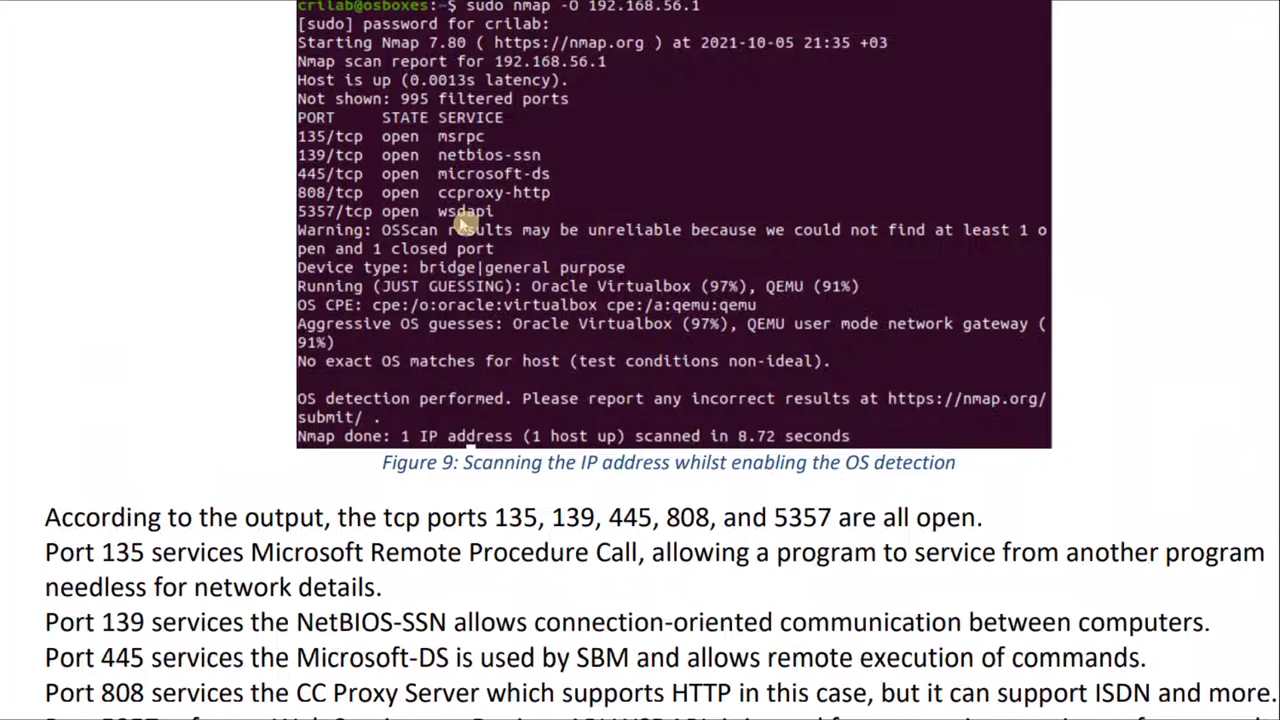 crilab@osboxes:~$ sudo nmap -O 192.168.56.1
[sudo] password for crilab:
Starting Nmap 7.80 ( https://nmap.org ) at 2021-10-05 21:35 +03
Nmap scan report for 192.168.56.1
Host is up (0.0013s latency).
Not shown: 995 filtered ports
PORT     STATE SERVICE
135/tcp  open  msrpc
139/tcp  open  netbios-ssn
445/tcp  open  microsoft-ds
808/tcp  open  ccproxy-http
5357/tcp open  wsdapi
Warning: OSScan results may be unreliable because we could not find at least 1 o
pen and 1 closed port
Device type: bridge|general purpose
Running (JUST GUESSING): Oracle Virtualbox (97%), QEMU (91%)
OS CPE: cpe:/o:oracle:virtualbox cpe:/a:qemu:qemu
Aggressive OS guesses: Oracle Virtualbox (97%), QEMU user mode network gateway (
91%)
No exact OS matches for host (test conditions non-ideal).
OS detection performed. Please report any incorrect results at https://nmap.org/
submit/ .
Nmap done: 1 IP address (1 host up) scanned in 8.72 seconds
Figure 9: Scanning the IP address whilst enabling the OS detection
According to the output, the tcp ports 135, 139, 445, 808, and 5357 are all open.
Port 135 services Microsoft Remote Procedure Call, allowing a program to service from another program
needless for network details.
Port 139 services the NetBIOS-SSN allows connection-oriented communication between computers.
Port 445 services the Microsoft-DS is used by SBM and allows remote execution of commands.
Port 808 services the CC Proxy Server which supports HTTP in this case, but it can support ISDN and more.